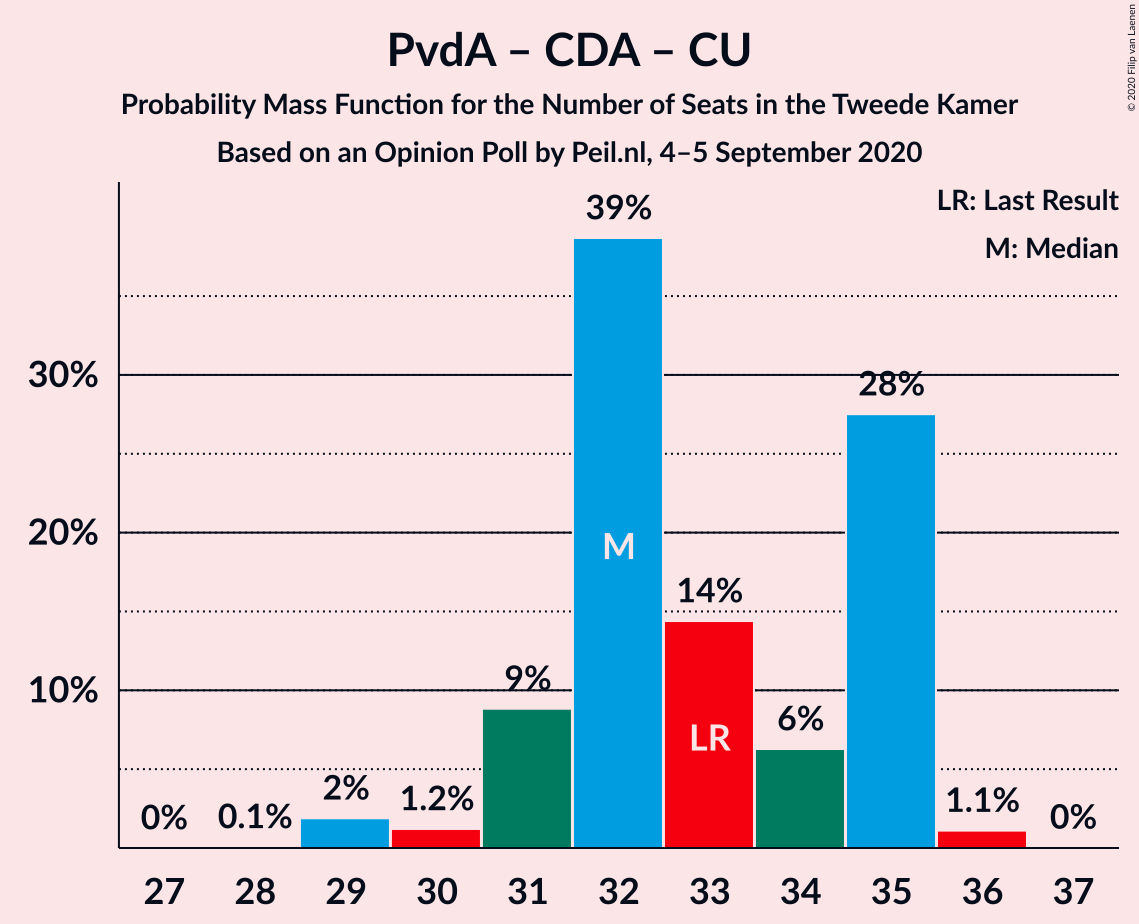 PvdA – CDA – CU
Probability Mass Function for the Number of Seats in the Tweede Kamer
Based on an Opinion Poll by Peil.nl, 4–5 September 2020
© 2020 Filip van Laenen
LR: Last Result
M: Median
39%
30%
28%
20%
M
14%
10%
9%
LR
6%
2%
1.2%
1.1%
0%
0.1%
0%
27 28 29 30 31 32 33 34 35 36 37